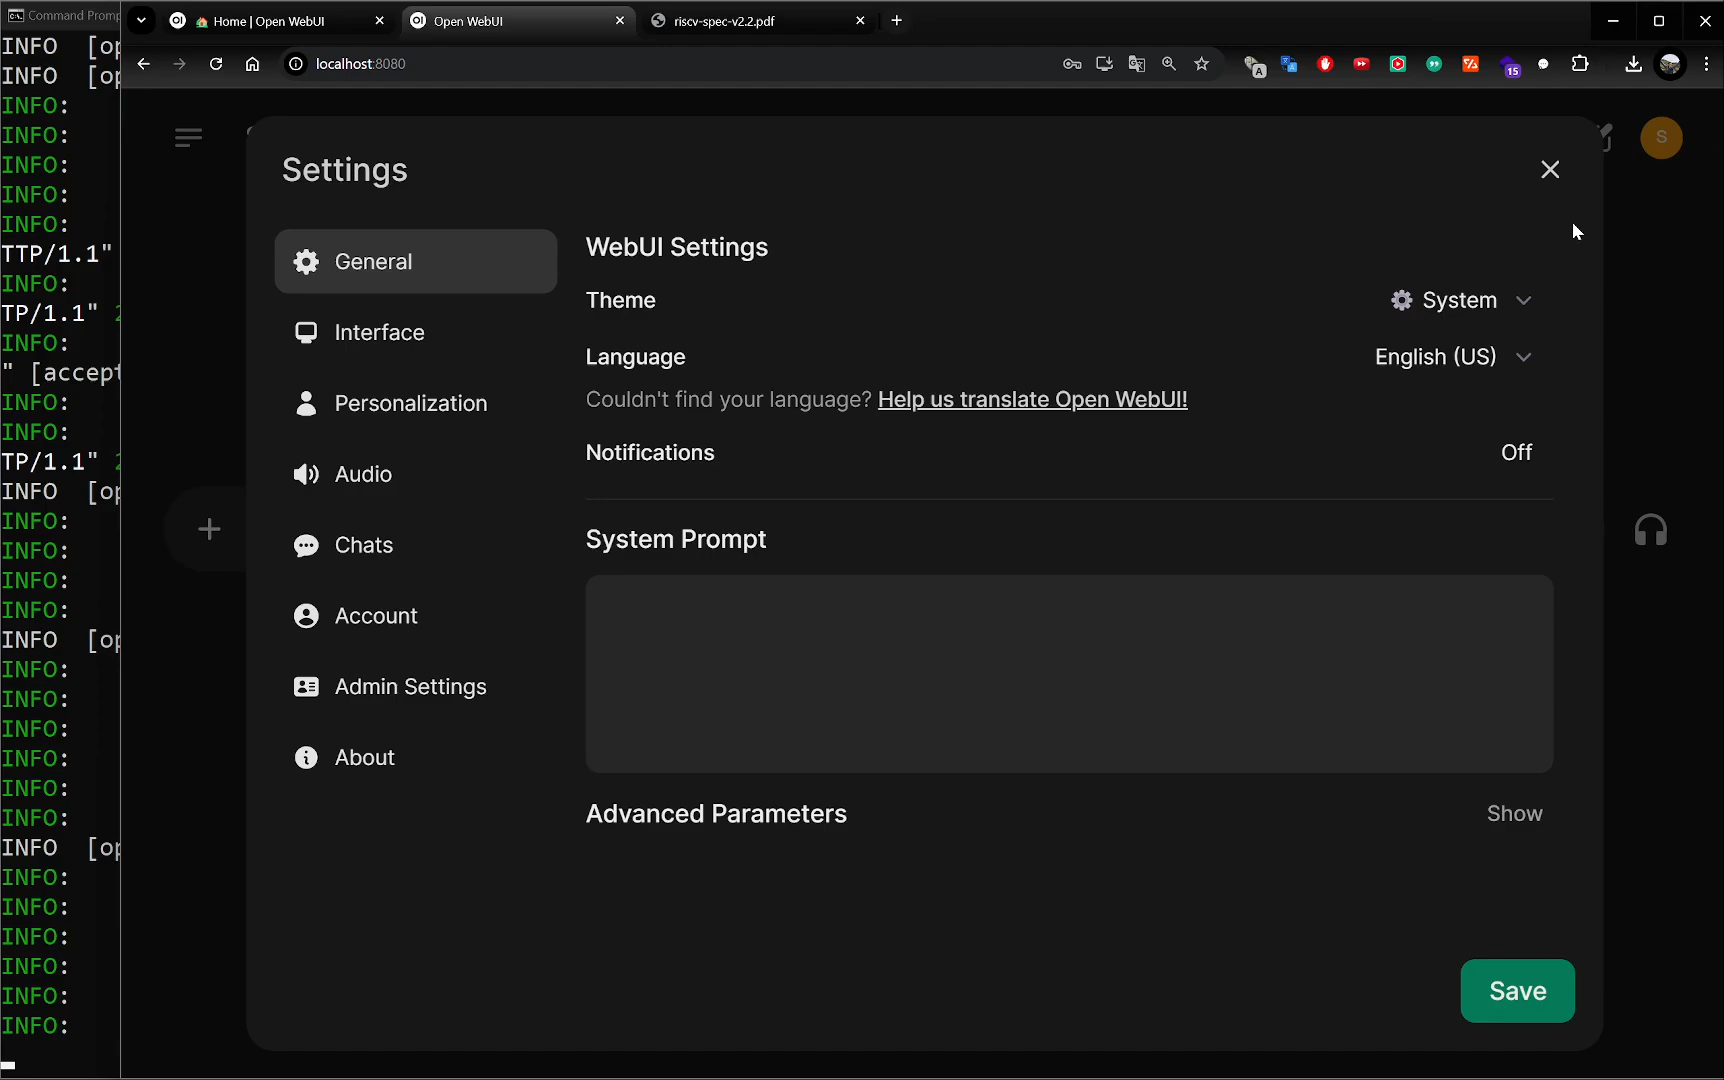 Command Promp
INFO [op
INFO [op
INFO:
INFO:
INFO:
INFO:
INFO:
TTP/1.1"
INFO:
TP/1.1" 2
INFO:
" [accept
INFO:
INFO:
TP/1.1" 2
INFO [op
INFO:
INFO:
INFO:
INFO:
INFO [op
INFO:
INFO:
INFO:
INFO:
INFO:
INFO:
INFO [op
INFO:
INFO:
INFO:
INFO:
INFO:
INFO:
Home | Open WebUI
Open WebUI
riscv-spec-v2.2.pdf
localhost:8080
15
S
Settings
General
Interface
Personalization
Audio
Chats
Account
Admin Settings
About
WebUI Settings
Theme
System
Language
English (US)
Couldn't find your language? Help us translate Open WebUI!
Notifications
Off
System Prompt
Advanced Parameters
Show
Save